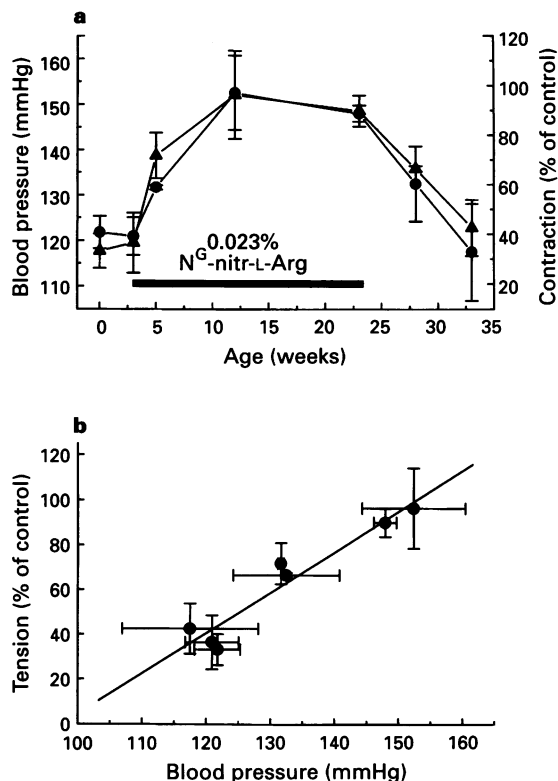 a
160
150
140
130
120
110
Blood pressure (mmHg)
120
100
80
60
40
20
Contraction (% of control)
0.023%
Nᴳ-nitr-ʟ-Arg
0 5 10 15 20 25 30 35
Age (weeks)
b
120
100
80
60
40
20
0
Tension (% of control)
100 110 120 130 140 150 160
Blood pressure (mmHg)